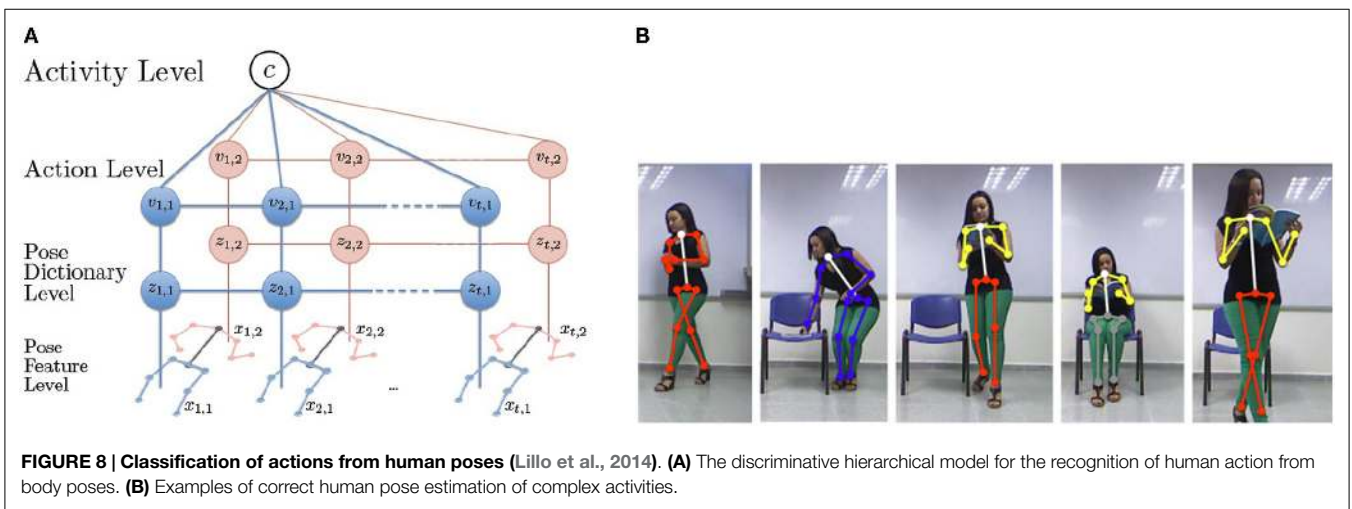 A
B
Activity Level
c
v1,2 v2,2 vt,2
Action Level
v1,1 v2,1 vt,1
z1,2 z2,2 zt,2
Pose
Dictionary
Level
z1,1 z2,1 zt,1
x1,2 x2,2 xt,2
Pose
Feature
Level
...
x1,1 x2,1 xt,1
FIGURE 8 | Classification of actions from human poses (Lillo et al., 2014). (A) The discriminative hierarchical model for the recognition of human action from
body poses. (B) Examples of correct human pose estimation of complex activities.